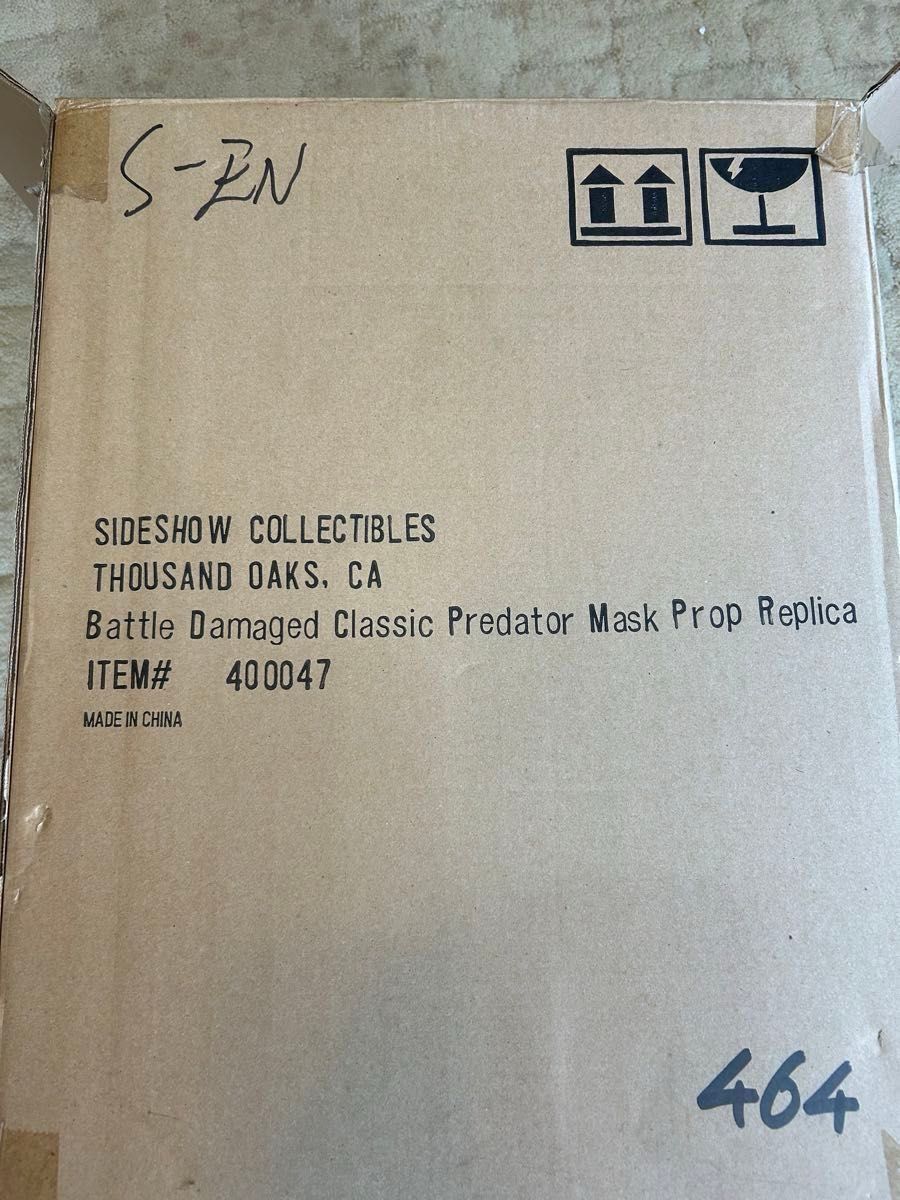 S-EN
SIDESHOW COLLECTIBLES
THOUSAND OAKS, CA
Battle Damaged Classic Predator Mask Prop Replica
ITEM# 400047
MADE IN CHINA
464